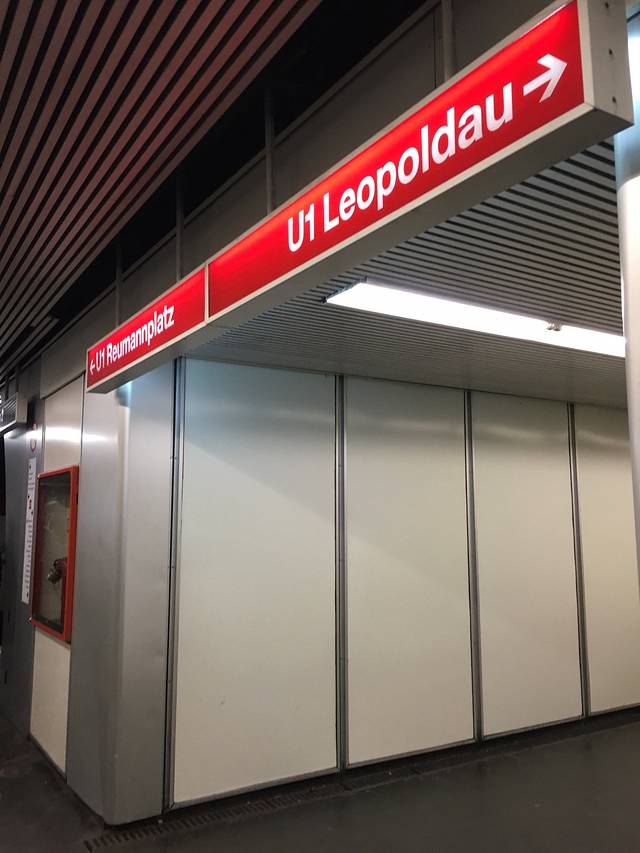 ← U1 Reumannplatz
U1 Leopoldau →